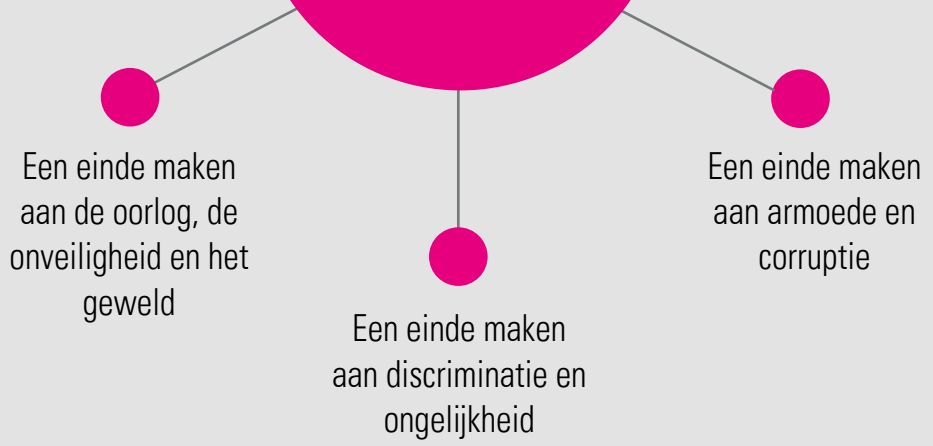 Een einde maken
aan de oorlog, de
onveiligheid en het
geweld
Een einde maken
aan discriminatie en
ongelijkheid
Een einde maken
aan armoede en
corruptie